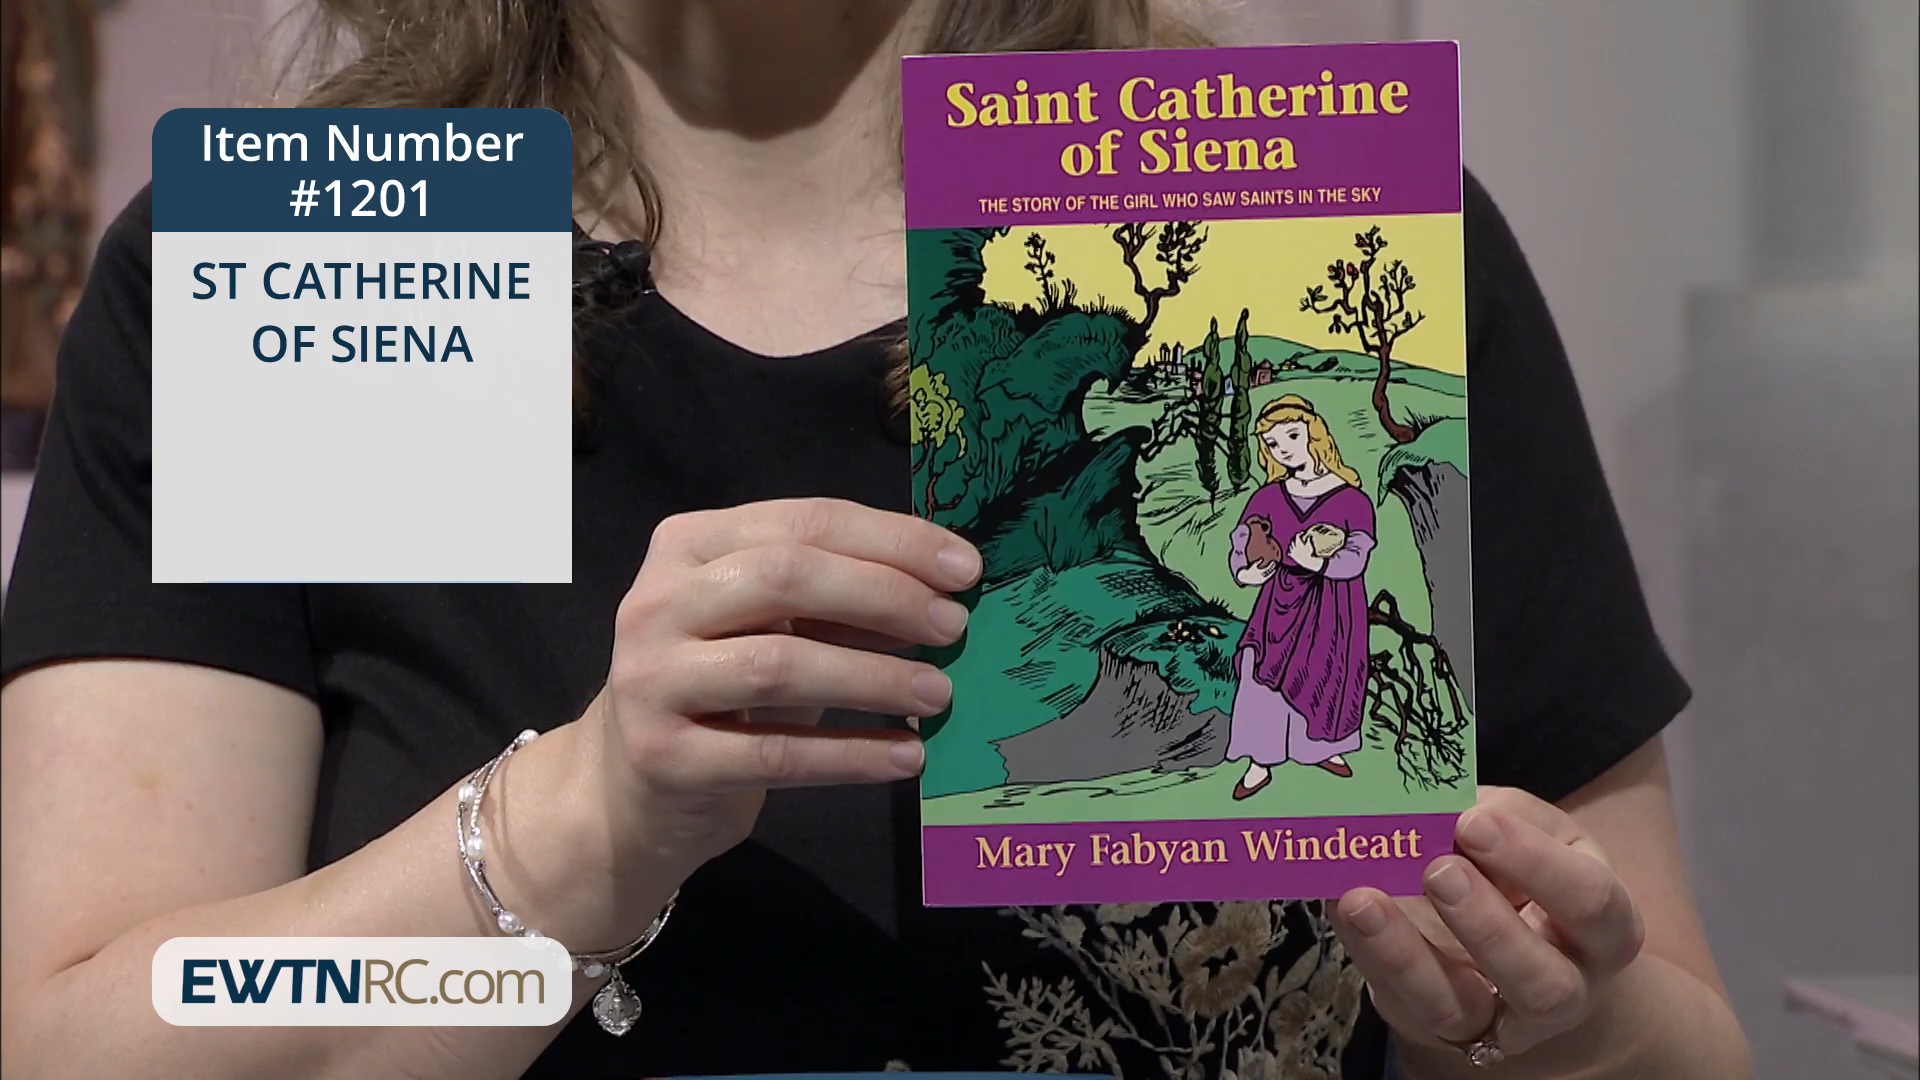 Item Number
#1201
ST CATHERINE
OF SIENA
Saint Catherine
of Siena
THE STORY OF THE GIRL WHO SAW SAINTS IN THE SKY
Mary Fabyan Windeatt
EWTNRC.com